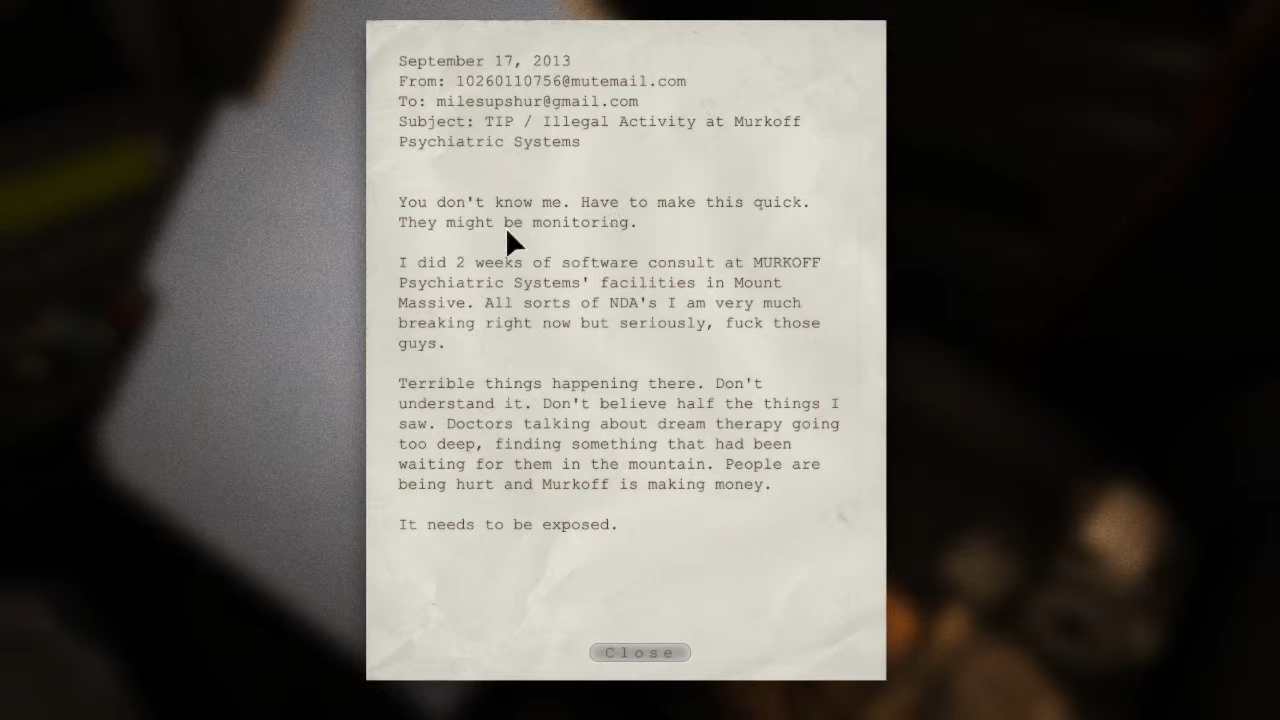 September 17, 2013
From: 10260110756@mutemail.com
To: milesupshur@gmail.com
Subject: TIP / Illegal Activity at Murkoff
Psychiatric Systems
You don't know me. Have to make this quick.
They might be monitoring.
I did 2 weeks of software consult at MURKOFF
Psychiatric Systems' facilities in Mount
Massive. All sorts of NDA's I am very much
breaking right now but seriously, fuck those
guys.
Terrible things happening there. Don't
understand it. Don't believe half the things I
saw. Doctors talking about dream therapy going
too deep, finding something that had been
waiting for them in the mountain. People are
being hurt and Murkoff is making money.
It needs to be exposed.
Close